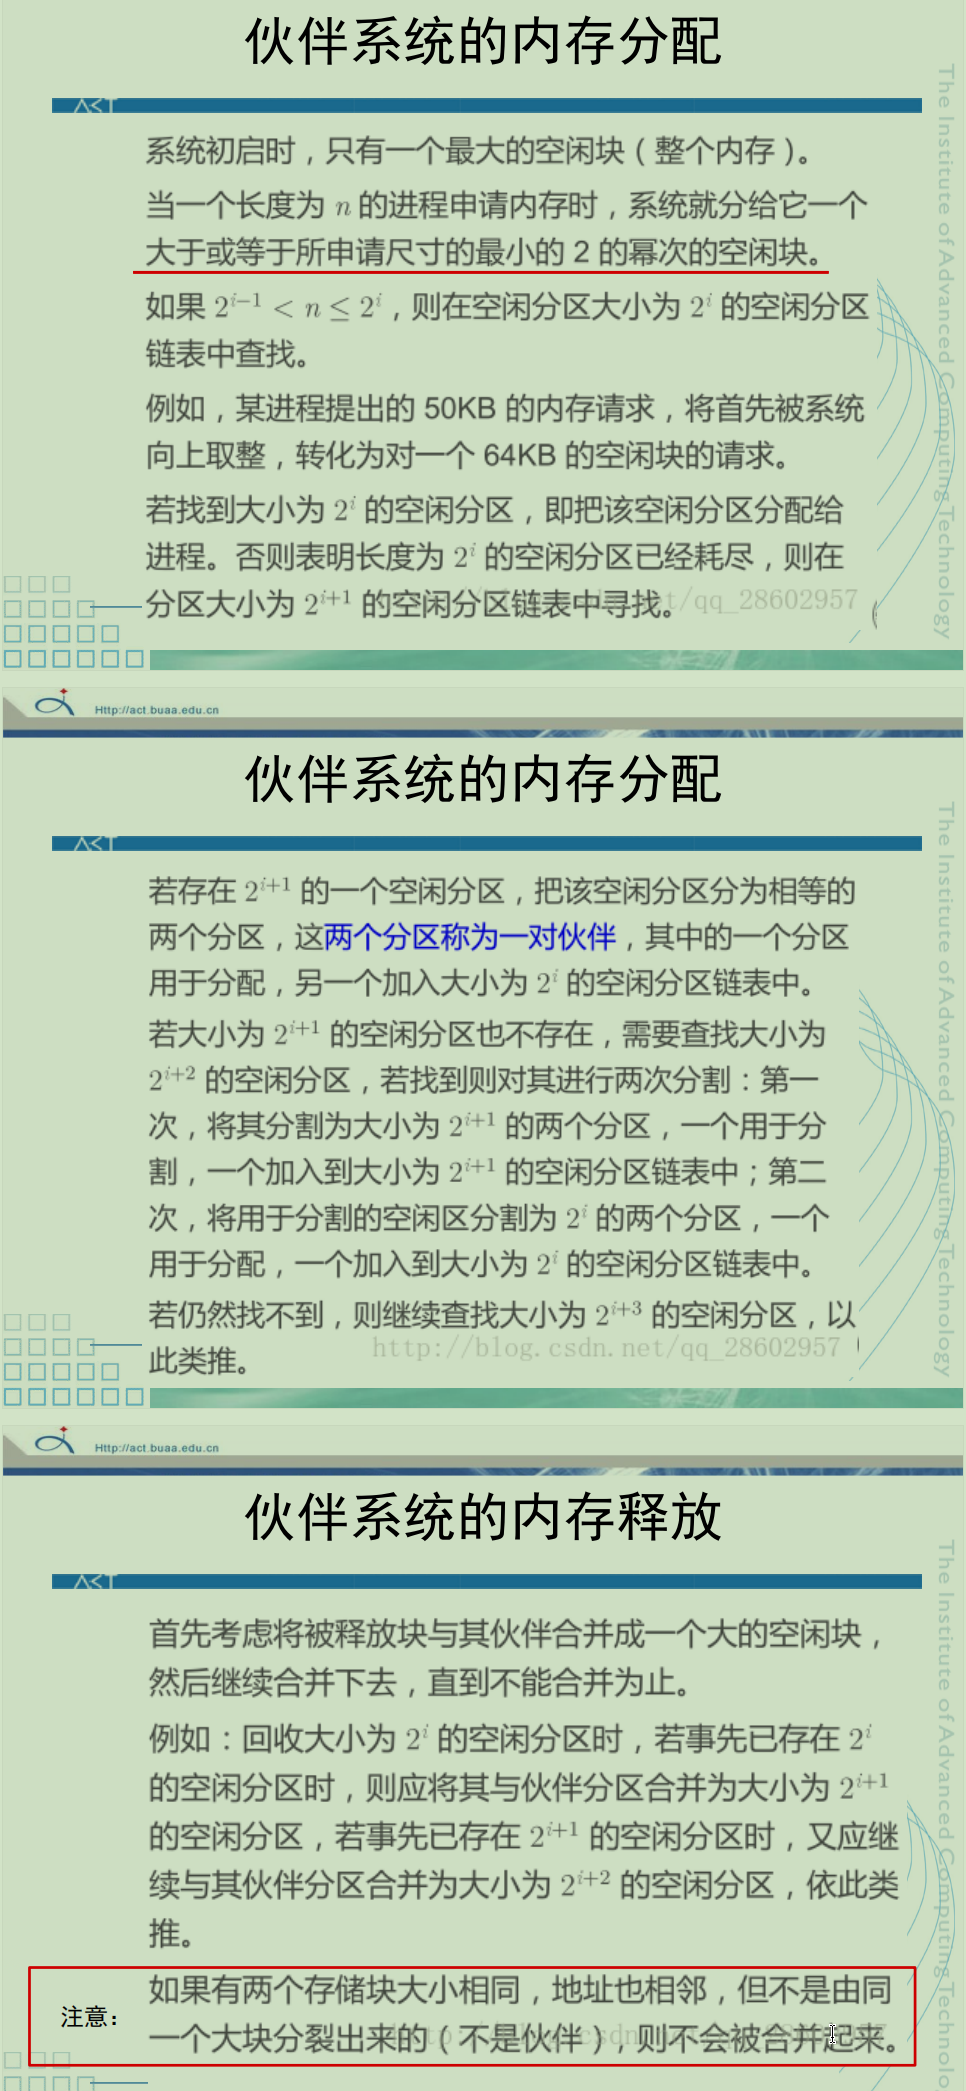 伙伴系统的内存分配
ACT
系统初启时，只有一个最大的空闲块（整个内存）。
当一个长度为 n 的进程申请内存时，系统就分给它一个
大于或等于所申请尺寸的最小的 2 的幂次的空闲块。
如果 2^{i−1} < n ≤ 2^i，则在空闲分区大小为 2^i 的空闲分区
链表中查找。
例如，某进程提出的 50KB 的内存请求，将首先被系统
向上取整，转化为对一个 64KB 的空闲块的请求。
若找到大小为 2^i 的空闲分区，即把该空闲分区分配给
进程。否则表明长度为 2^i 的空闲分区已经耗尽，则在
分区大小为 2^{i+1} 的空闲分区链表中寻找。
http://blog.csdn.net/qq_28602957
The Institute of Advanced Computing Technology
Http://act.buaa.edu.cn
伙伴系统的内存分配
ACT
若存在 2^{i+1} 的一个空闲分区，把该空闲分区分为相等的
两个分区，这两个分区称为一对伙伴，其中的一个分区
用于分配，另一个加入大小为 2^i 的空闲分区链表中。
若大小为 2^{i+1} 的空闲分区也不存在，需要查找大小为
2^{i+2} 的空闲分区，若找到则对其进行两次分割：第一
次，将其分割为大小为 2^{i+1} 的两个分区，一个用于分
割，一个加入到大小为 2^{i+1} 的空闲分区链表中；第二
次，将用于分割的空闲区分割为 2^i 的两个分区，一个
用于分配，一个加入到大小为 2^i 的空闲分区链表中。
若仍然找不到，则继续查找大小为 2^{i+3} 的空闲分区，以
此类推。
http://blog.csdn.net/qq_28602957
The Institute of Advanced Computing Technology
Http://act.buaa.edu.cn
伙伴系统的内存释放
ACT
首先考虑将被释放块与其伙伴合并成一个大的空闲块，
然后继续合并下去，直到不能合并为止。
例如：回收大小为 2^i 的空闲分区时，若事先已存在 2^i
的空闲分区时，则应将其与伙伴分区合并为大小为 2^{i+1}
的空闲分区，若事先已存在 2^{i+1} 的空闲分区时，又应继
续与其伙伴分区合并为大小为 2^{i+2} 的空闲分区，依此类
推。
注意：
如果有两个存储块大小相同，地址也相邻，但不是由同
一个大块分裂出来的（不是伙伴），则不会被合并起来。
http://blog.csdn.net/qq_28602957
The Institute of Advanced Computing Technolo